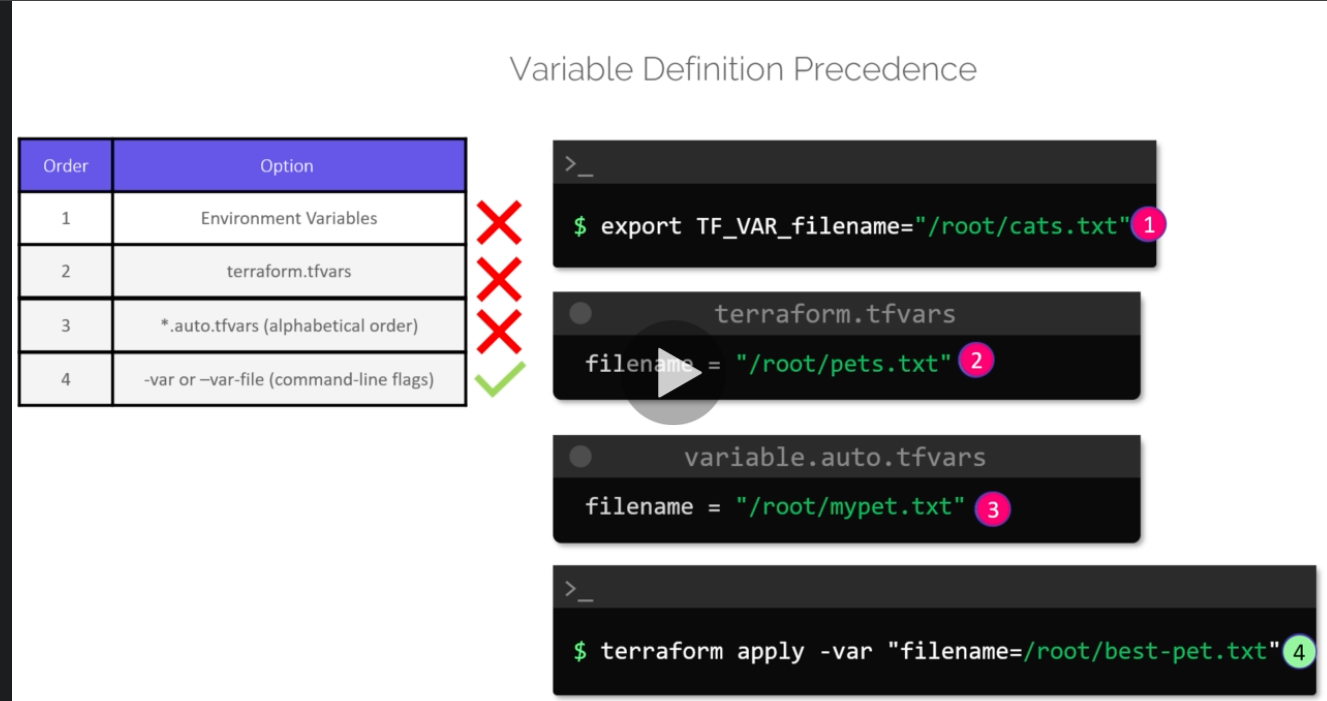 Variable Definition Precedence
Order Option
1 Environment Variables
2 terraform.tfvars
3 *.auto.tfvars (alphabetical order)
4 -var or –var-file (command-line flags)
>_
$ export TF_VAR_filename="/root/cats.txt" 1
terraform.tfvars
filename = "/root/pets.txt" 2
variable.auto.tfvars
filename = "/root/mypet.txt" 3
>_
$ terraform apply -var "filename=/root/best-pet.txt" 4